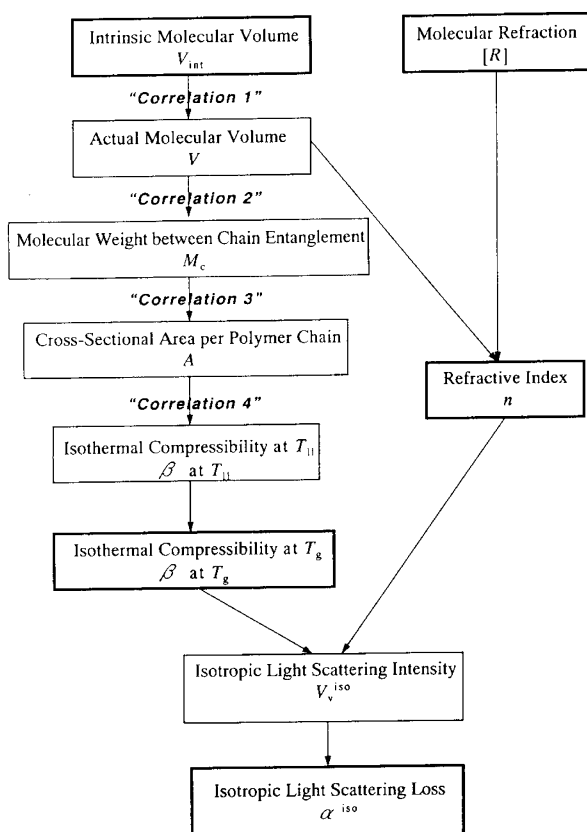 Intrinsic Molecular Volume
V_int
Molecular Refraction
[R]
"Correlation 1"
Actual Molecular Volume
V
"Correlation 2"
Molecular Weight between Chain Entanglement
M_c
"Correlation 3"
Cross-Sectional Area per Polymer Chain
A
Refractive Index
n
"Correlation 4"
Isothermal Compressibility at T_ll
β at T_ll
Isothermal Compressibility at T_g
β at T_g
Isotropic Light Scattering Intensity
V_v^iso
Isotropic Light Scattering Loss
α^iso